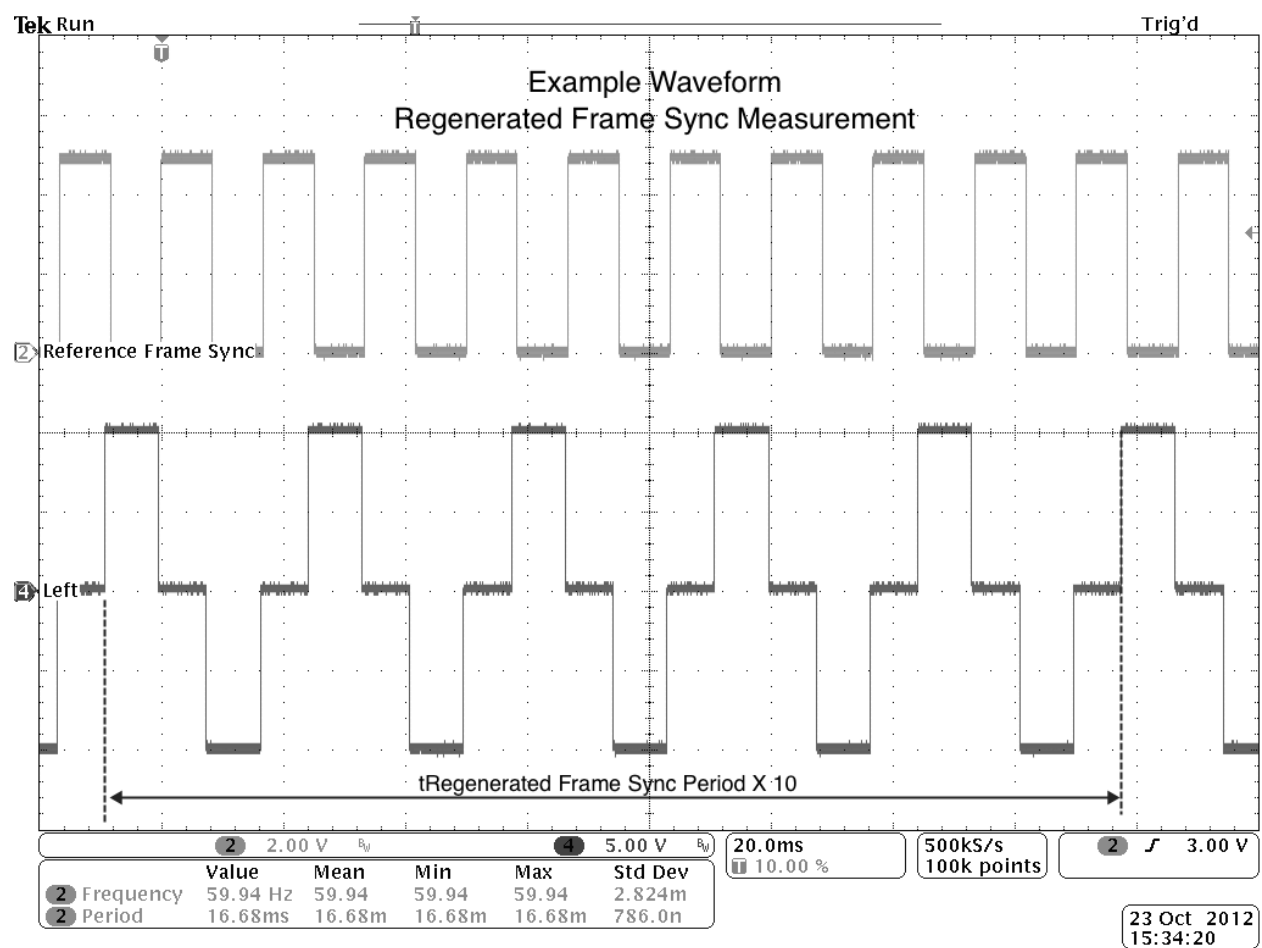 Tek Run Trig'd
T
T
Example Waveform
Regenerated Frame Sync Measurement
2 Reference Frame Sync
4 Left
tRegenerated Frame Sync Period X 10
2 2.00 V BW 4 5.00 V BW
20.0ms
T 10.00 %
500kS/s
100k points
2 3.00 V
Value Mean Min Max Std Dev
2 Frequency 59.94 Hz 59.94 59.94 59.94 2.824m
2 Period 16.68ms 16.68m 16.68m 16.68m 786.0n
23 Oct 2012
15:34:20